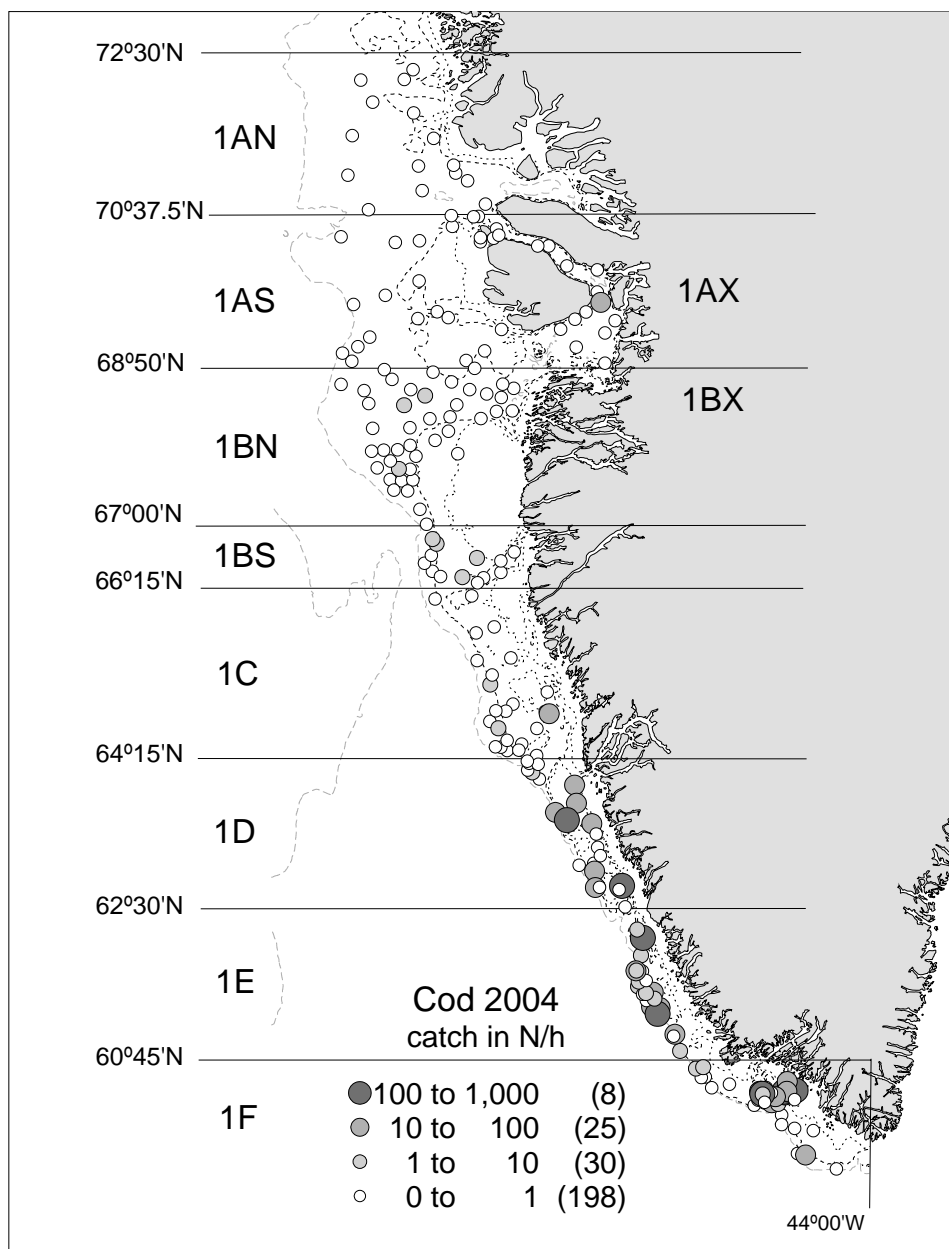 72º30'N
1AN
70º37.5'N
1AS
1AX
68º50'N
1BX
1BN
67º00'N
1BS
66º15'N
1C
64º15'N
1D
62º30'N
1E
Cod 2004
catch in N/h
60º45'N
100 to 1,000 (8)
1F
10 to 100 (25)
1 to 10 (30)
0 to 1 (198)
44º00'W